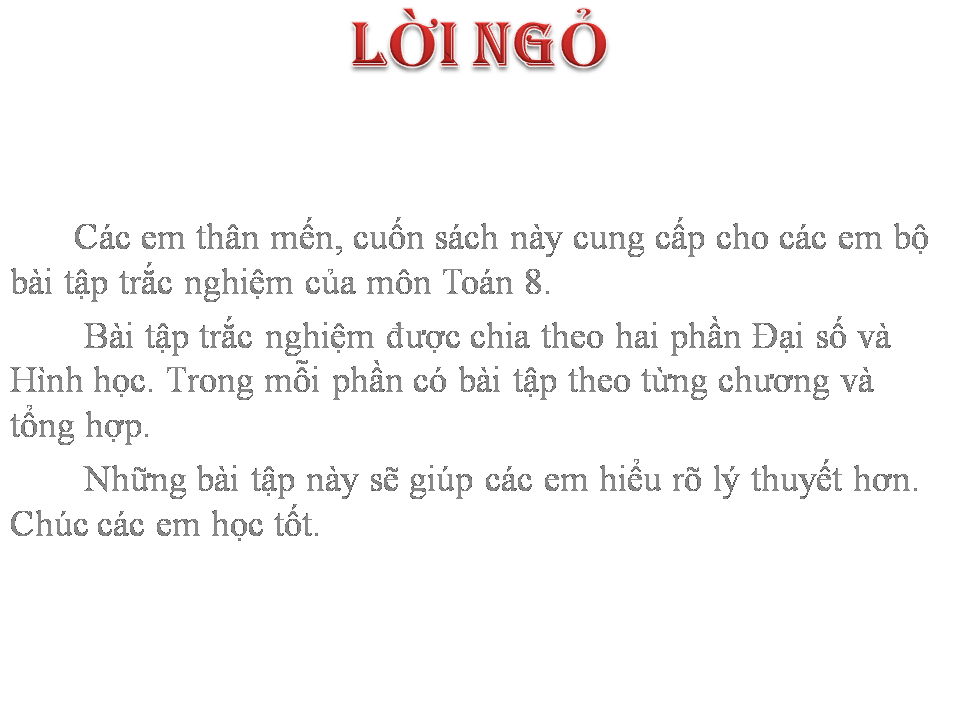 LỜI NGỎ
Các em thân mến, cuốn sách này cung cấp cho các em bộ
bài tập trắc nghiệm của môn Toán 8.
Bài tập trắc nghiệm được chia theo hai phần Đại số và
Hình học. Trong mỗi phần có bài tập theo từng chương và
tổng hợp.
Những bài tập này sẽ giúp các em hiểu rõ lý thuyết hơn.
Chúc các em học tốt.